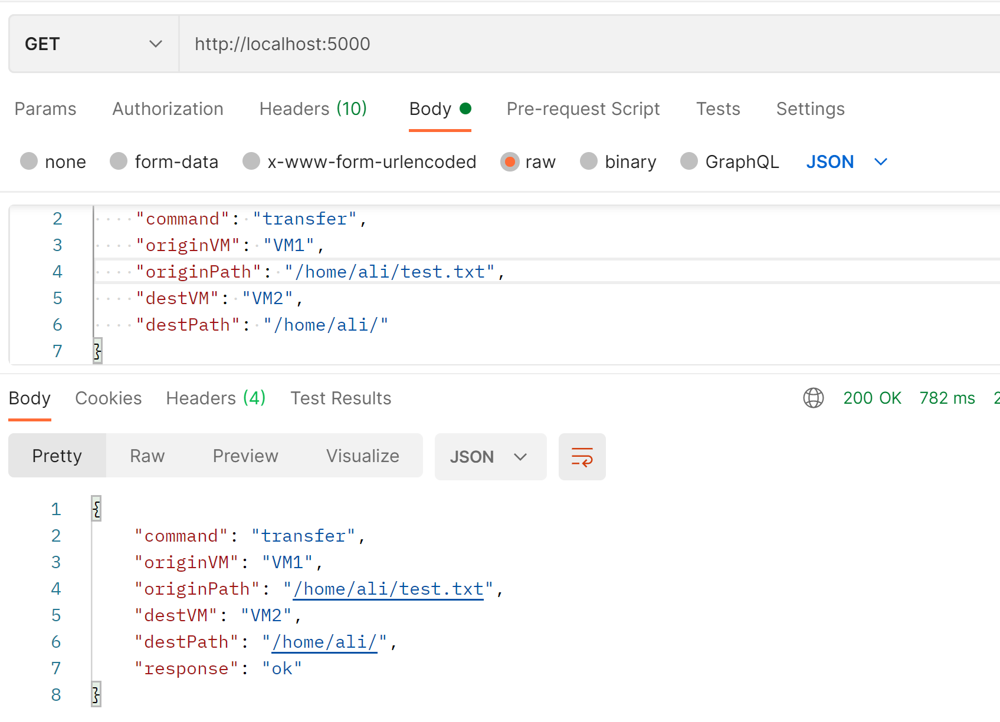 GET http://localhost:5000
Params Authorization Headers (10) Body Pre-request Script Tests Settings
none form-data x-www-form-urlencoded raw binary GraphQL JSON
2 "command": "transfer",
3 "originVM": "VM1",
4 "originPath": "/home/ali/test.txt",
5 "destVM": "VM2",
6 "destPath": "/home/ali/"
7 }
Body Cookies Headers (4) Test Results 200 OK 782 ms
Pretty Raw Preview Visualize JSON
1 {
2 "command": "transfer",
3 "originVM": "VM1",
4 "originPath": "/home/ali/test.txt",
5 "destVM": "VM2",
6 "destPath": "/home/ali/",
7 "response": "ok"
8 }